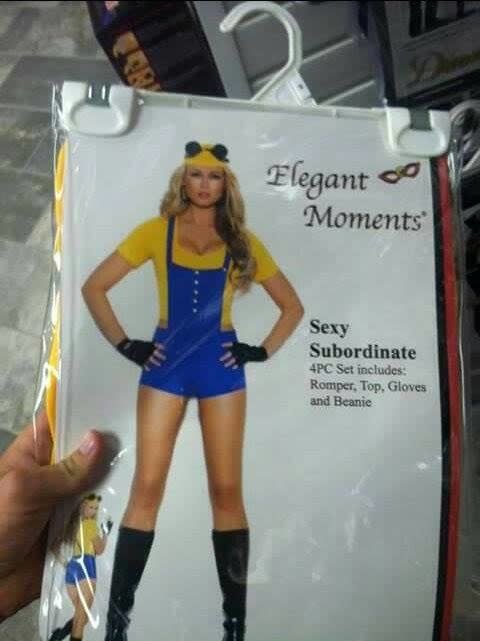 Elegant
Moments®
Sexy
Subordinate
4PC Set includes:
Romper, Top, Gloves
and Beanie